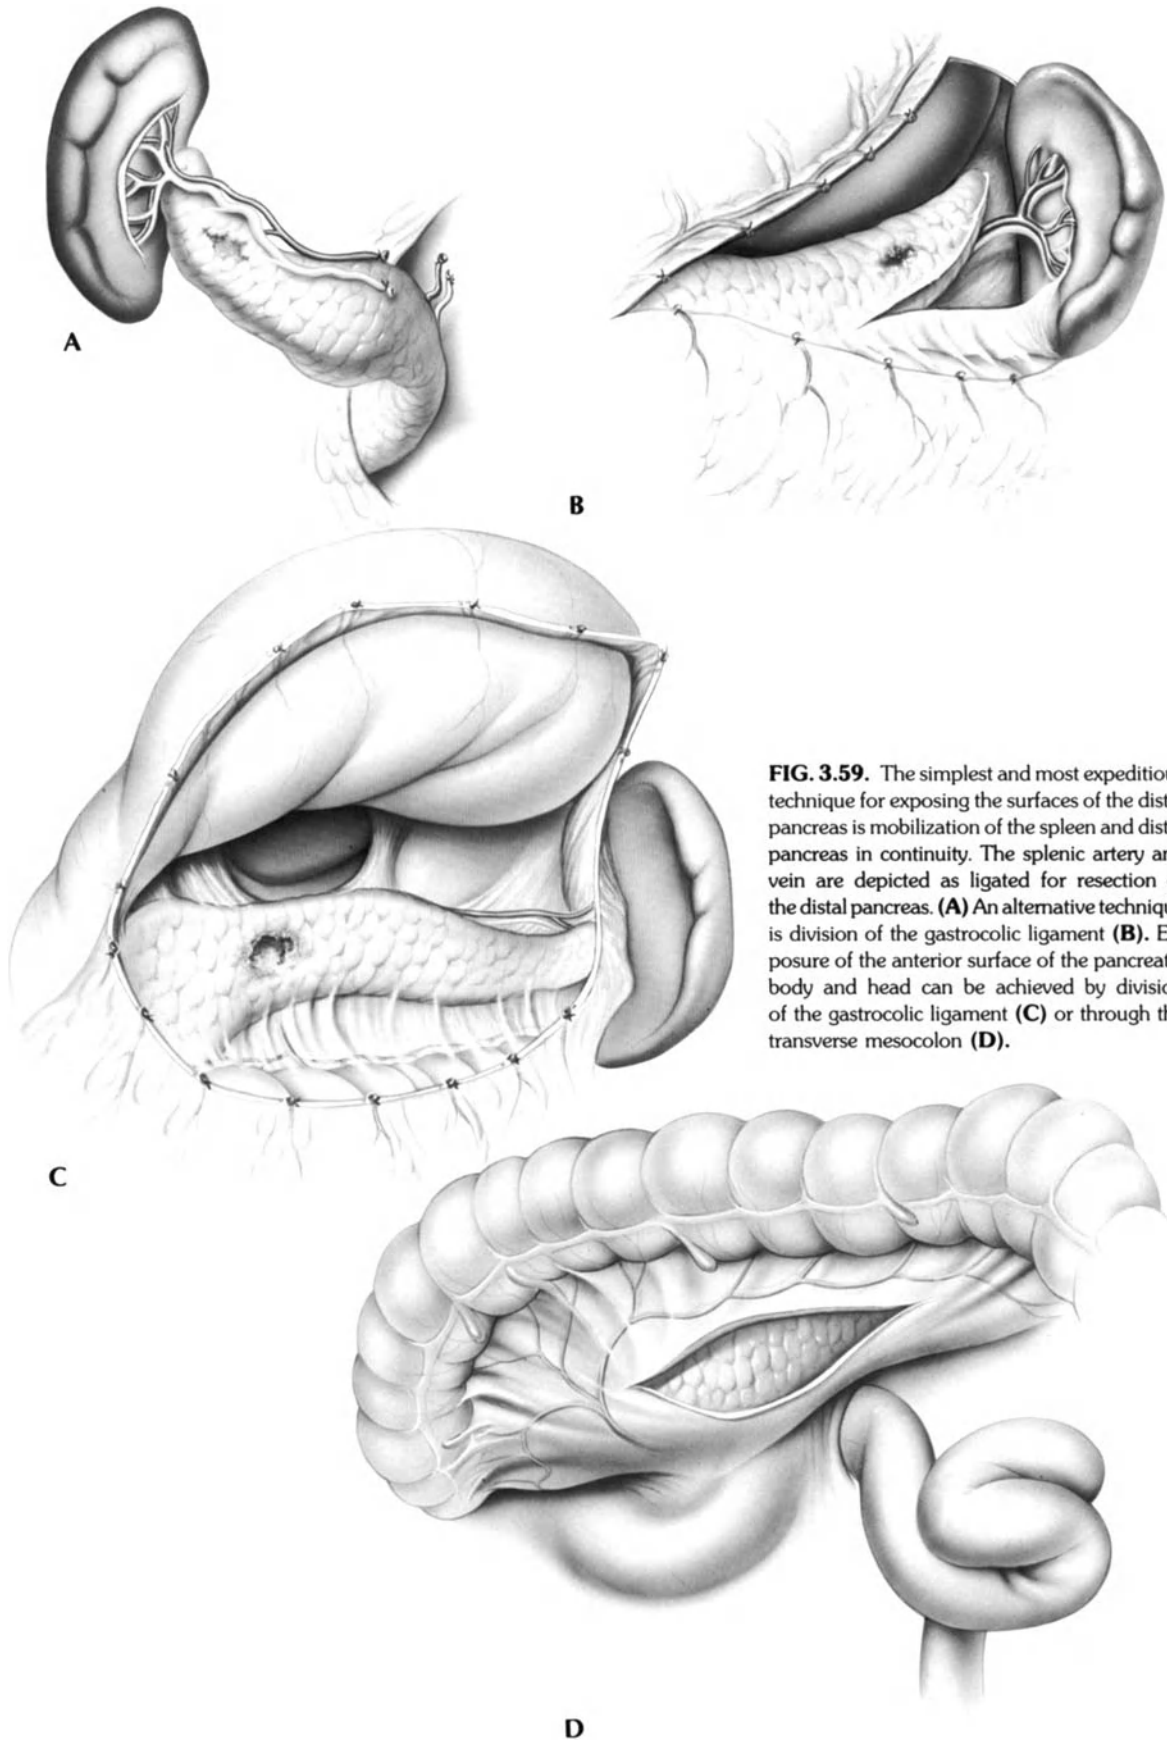 A
B
FIG. 3.59. The simplest and most expeditiou
technique for exposing the surfaces of the dist
pancreas is mobilization of the spleen and dist
pancreas in continuity. The splenic artery an
vein are depicted as ligated for resection
the distal pancreas. (A) An alternative techniqu
is division of the gastrocolic ligament (B). E
posure of the anterior surface of the pancreat
body and head can be achieved by divisio
of the gastrocolic ligament (C) or through th
transverse mesocolon (D).
C
D